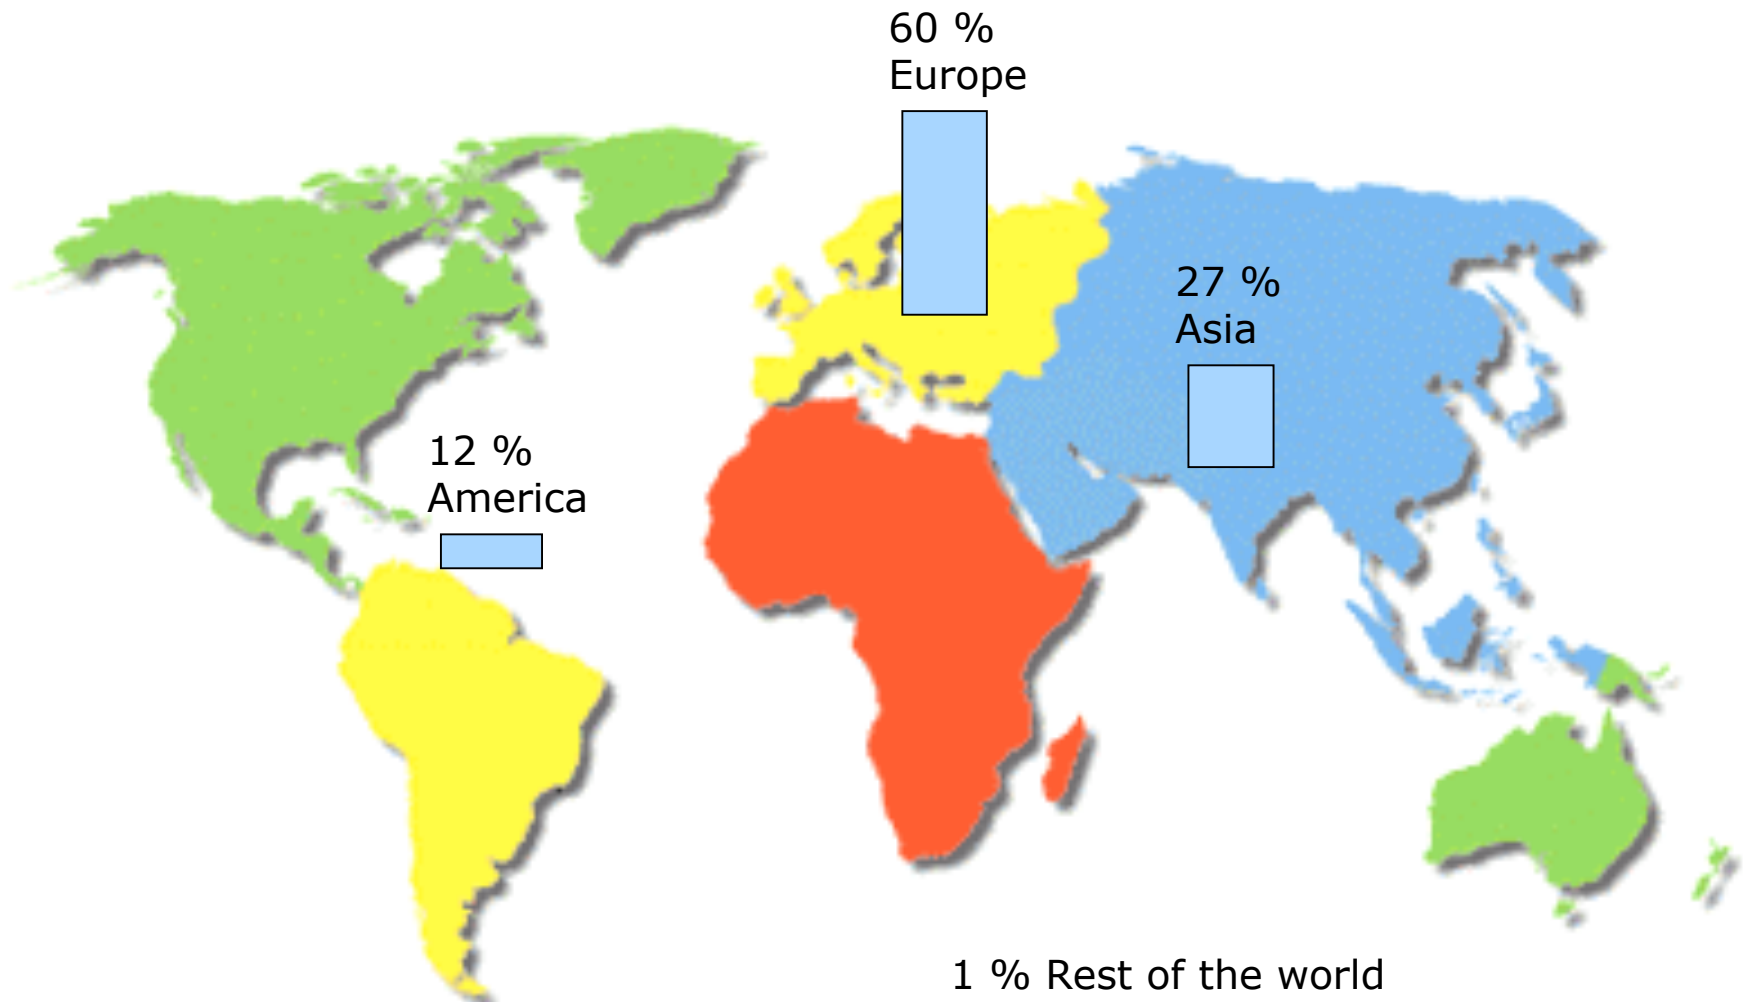 60 %
Europe
27 %
Asia
12 %
America
1 % Rest of the world